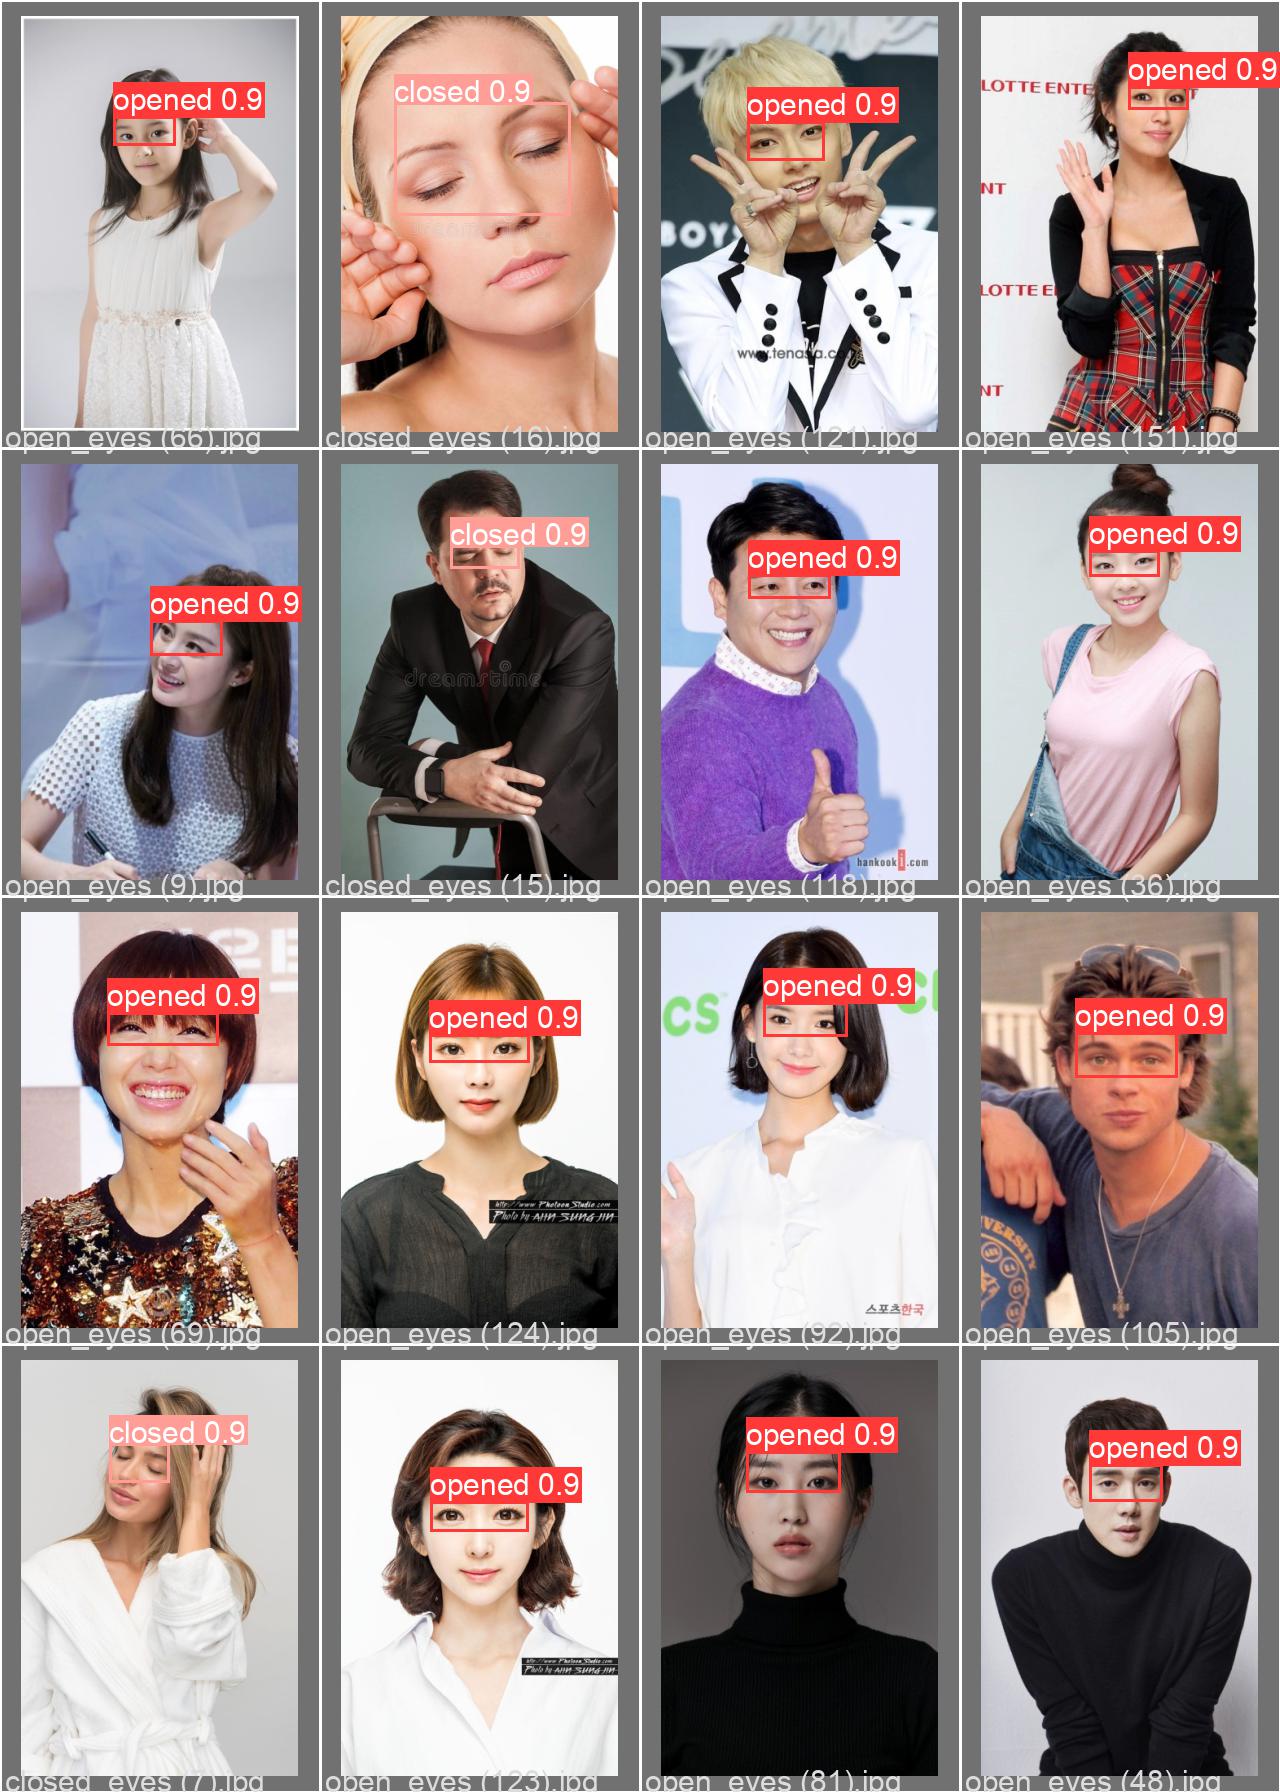 opened 0.9
open_eyes (66).jpg
closed 0.9
dreamstime
closed_eyes (16).jpg
opened 0.9
BOYS
www.tenasia.co
open_eyes (121).jpg
opened 0.9
LOTTE ENTE
T
NT
LOTTE E
NT
open_eyes (151).jpg
opened 0.9
open_eyes (9).jpg
closed 0.9
dreamstime.
closed_eyes (15).jpg
opened 0.9
hankooki.com
open_eyes (118).jpg
opened 0.9
open_eyes (36).jpg
opened 0.9
open_eyes (69).jpg
opened 0.9
http://www.Photoon_Studio.com
Photo by AHN SUNG JIN
open_eyes (124).jpg
opened 0.9
CS
스포츠한국
open_eyes (92).jpg
opened 0.9
VERSITY
open_eyes (105).jpg
closed 0.9
closed_eyes (7).jpg
opened 0.9
http://www.Photoon_Studio.com
Photo by AHN SUNG JIN
open_eyes (123).jpg
opened 0.9
open_eyes (81).jpg
opened 0.9
open_eyes (48).jpg